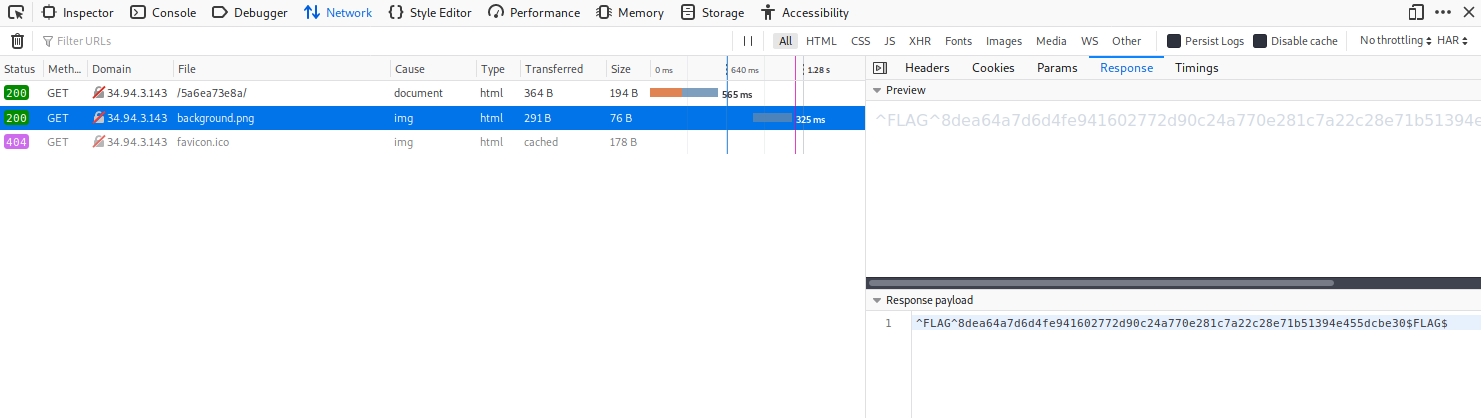 Inspector Console Debugger Network Style Editor Performance Memory Storage Accessibility
Filter URLs All HTML CSS JS XHR Fonts Images Media WS Other Persist Logs Disable cache No throttling HAR
Status Meth... Domain File Cause Type Transferred Size 0 ms 640 ms 1.28 s
200 GET 34.94.3.143 /5a6ea73e8a/ document html 364 B 194 B 565 ms
200 GET 34.94.3.143 background.png img html 291 B 76 B 325 ms
404 GET 34.94.3.143 favicon.ico img html cached 178 B
Headers Cookies Params Response Timings
Preview
^FLAG^8dea64a7d6d4fe941602772d90c24a770e281c7a22c28e71b51394e
Response payload
1 ^FLAG^8dea64a7d6d4fe941602772d90c24a770e281c7a22c28e71b51394e455dcbe30$FLAG$